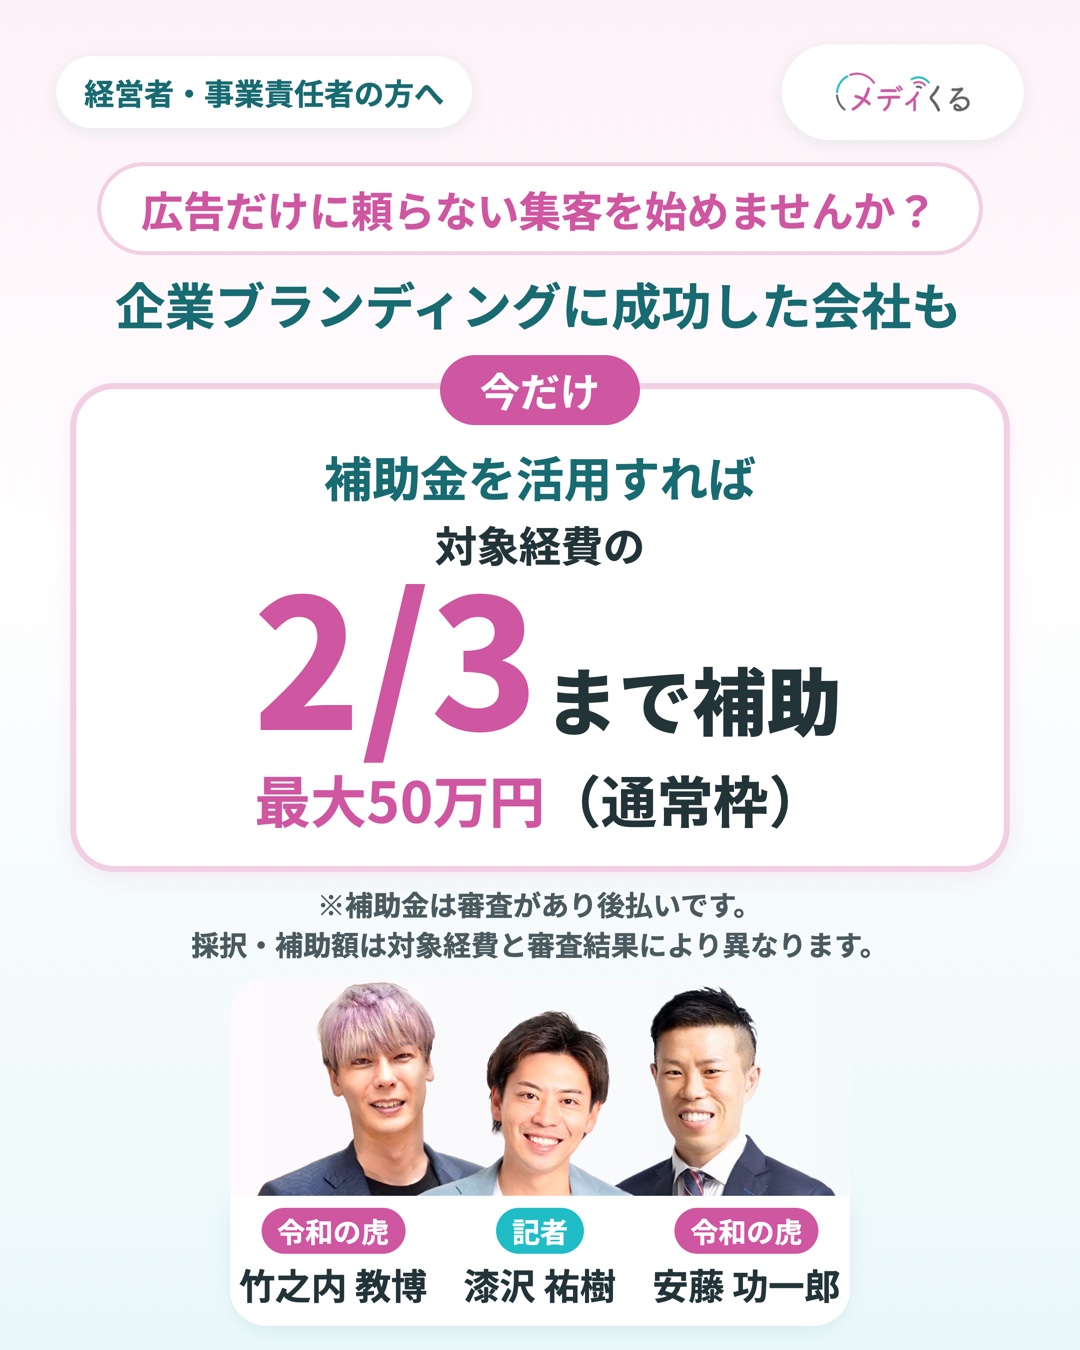 経営者・事業責任者の方へ
メディくる
広告だけに頼らない集客を始めませんか？
企業ブランディングに成功した会社も
今だけ
補助金を活用すれば
対象経費の
2/3まで補助
最大50万円（通常枠）
※補助金は審査があり後払いです。
採択・補助額は対象経費と審査結果により異なります。
令和の虎 記者 令和の虎
竹之内 教博 漆沢 祐樹 安藤 功一郎